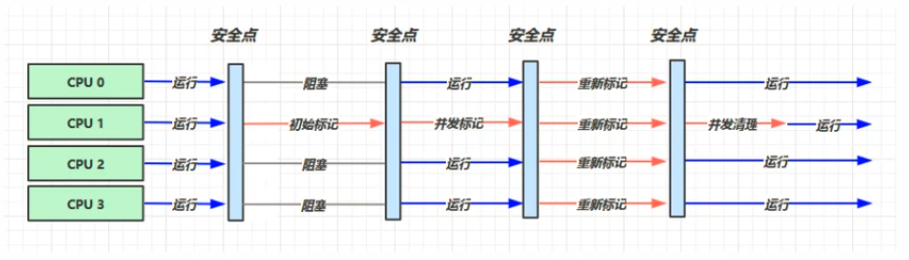 安全点 安全点 安全点 安全点
CPU 0 运行 阻塞 运行 重新标记 运行
CPU 1 运行 初始标记 并发标记 重新标记 并发清理 运行
CPU 2 运行 阻塞 运行 重新标记 运行
CPU 3 运行 阻塞 运行 重新标记 运行